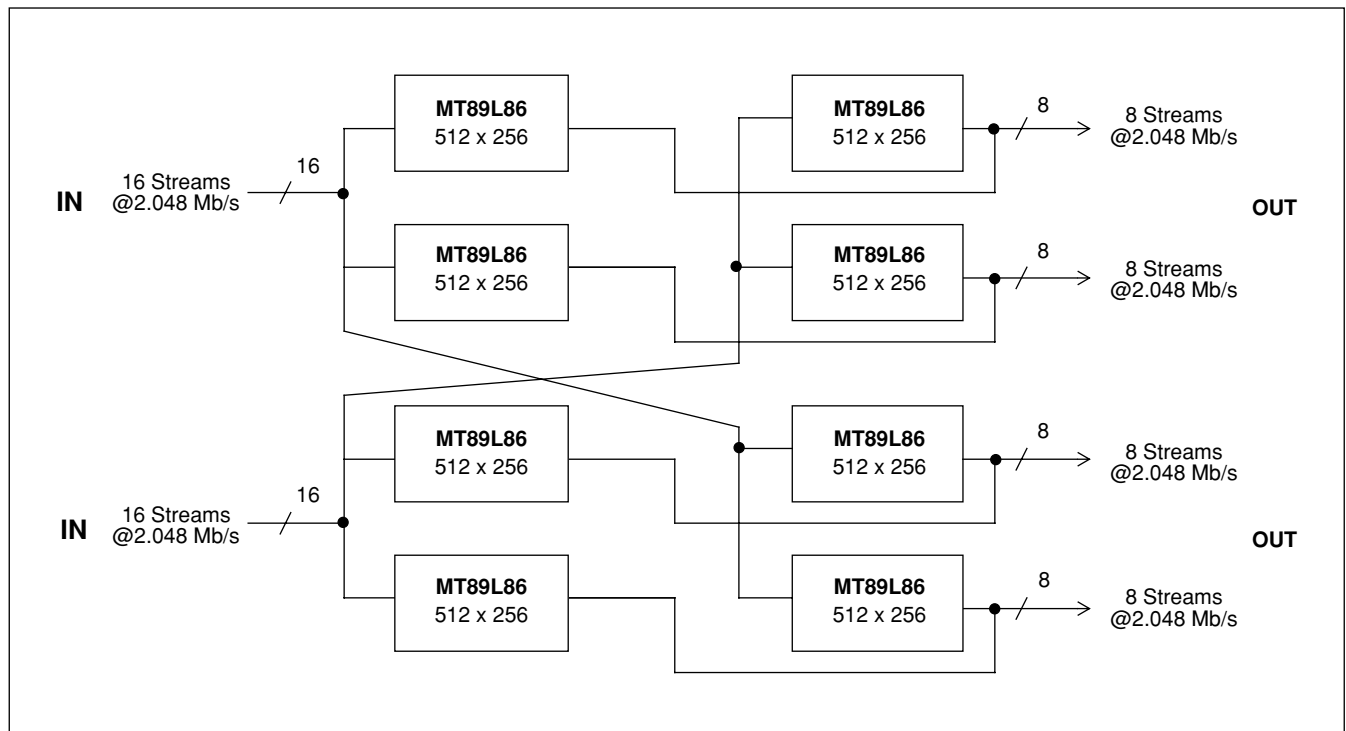 MT89L86
512 x 256
MT89L86
512 x 256
8
8 Streams
@2.048 Mb/s
IN
16 Streams
@2.048 Mb/s
16
OUT
MT89L86
512 x 256
MT89L86
512 x 256
8
8 Streams
@2.048 Mb/s
MT89L86
512 x 256
MT89L86
512 x 256
8
8 Streams
@2.048 Mb/s
IN
16 Streams
@2.048 Mb/s
16
OUT
MT89L86
512 x 256
MT89L86
512 x 256
8
8 Streams
@2.048 Mb/s